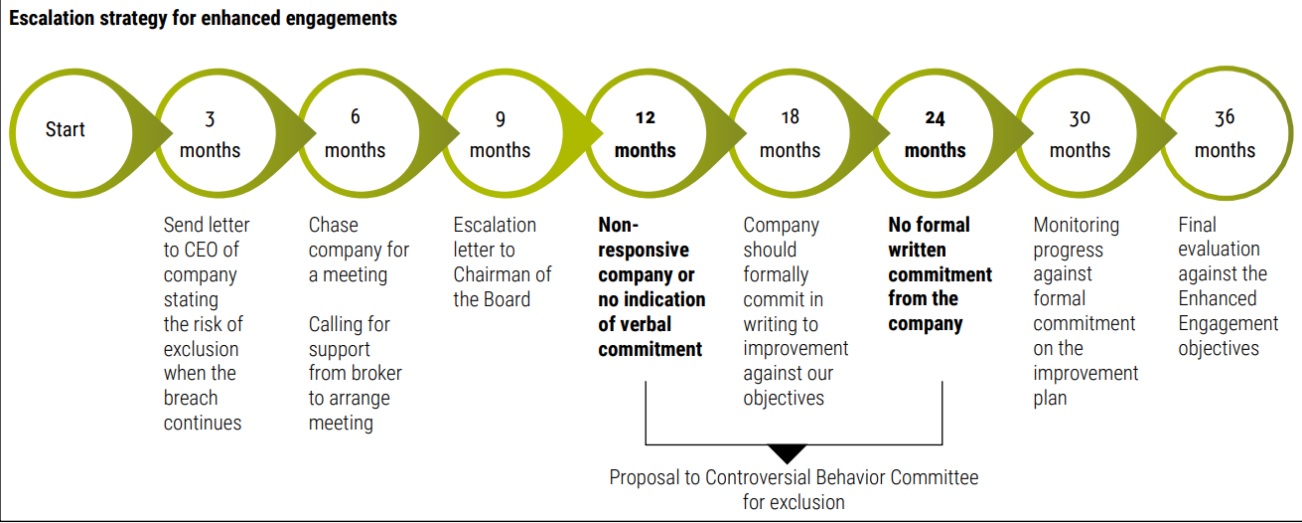 Escalation strategy for enhanced engagements
Start
3
months
6
months
9
months
12
months
18
months
24
months
30
months
36
months
Send letter
to CEO of
company
stating
the risk of
exclusion
when the
breach
continues
Chase
company for
a meeting
Calling for
support
from broker
to arrange
meeting
Escalation
letter to
Chairman of
the Board
Non-
responsive
company or
no indication
of verbal
commitment
Company
should
formally
commit in
writing to
improvement
against our
objectives
No formal
written
commitment
from the
company
Monitoring
progress
against
formal
commitment
on the
improvement
plan
Final
evaluation
against the
Enhanced
Engagement
objectives
Proposal to Controversial Behavior Committee
for exclusion